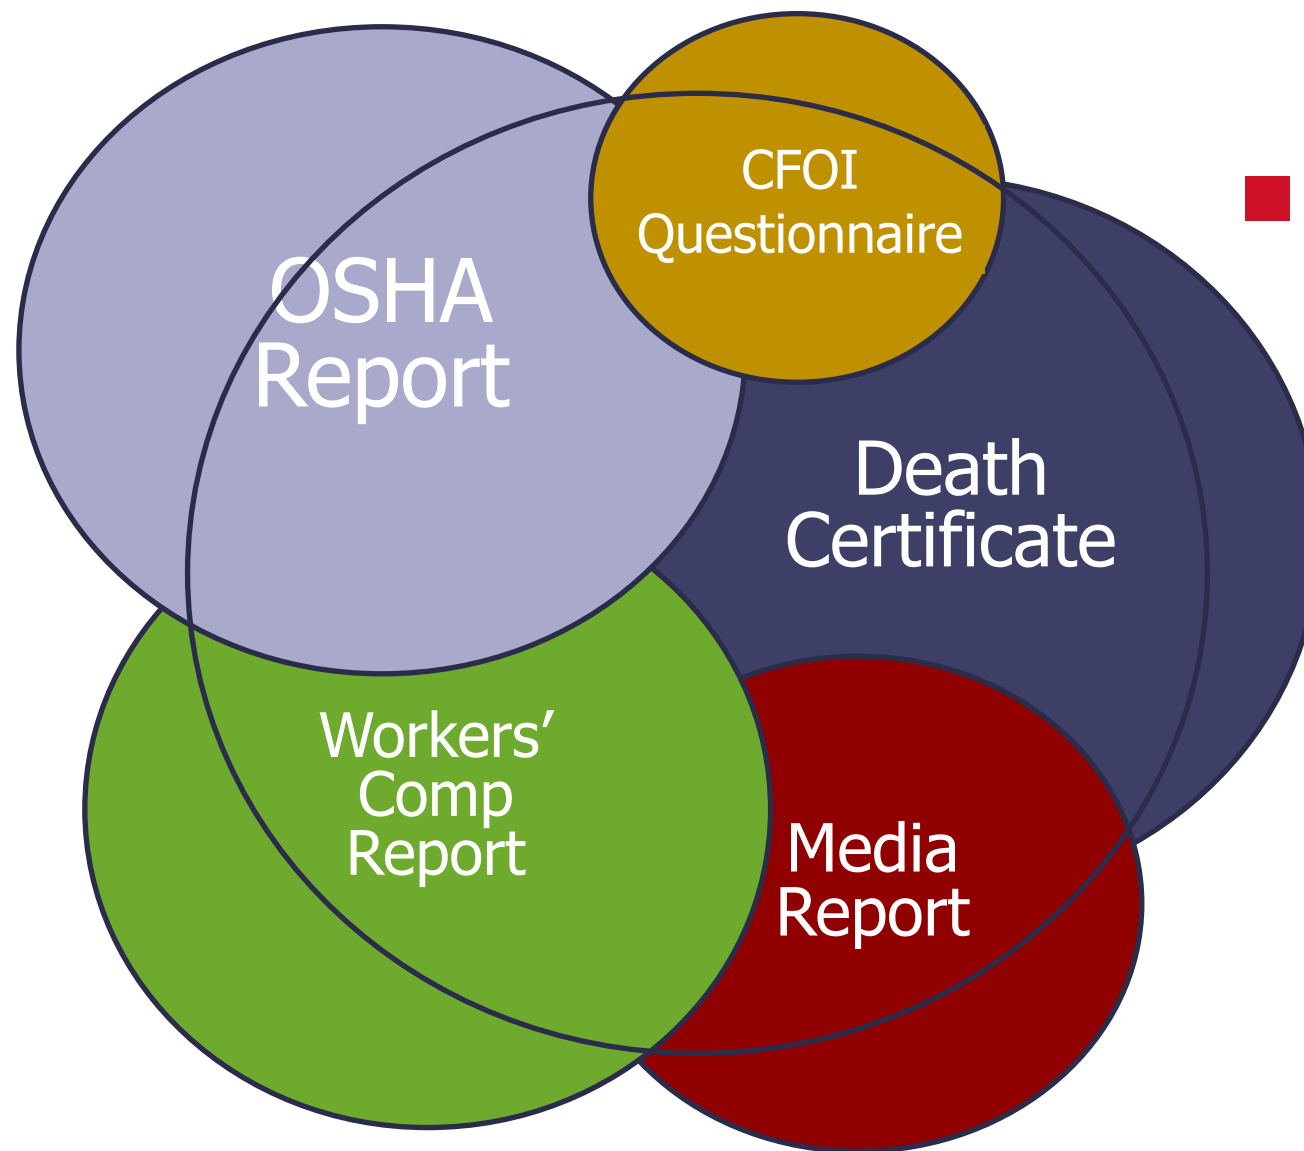 CFOI
Questionnaire
OSHA
Report
Death
Certificate
Workers’
Comp
Report
Media
Report